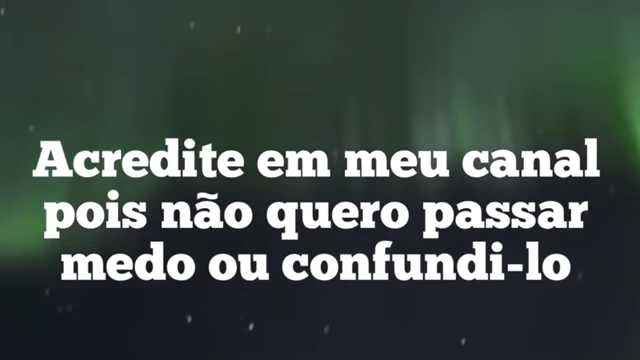 Acredite em meu canal
pois não quero passar
medo ou confundi-lo